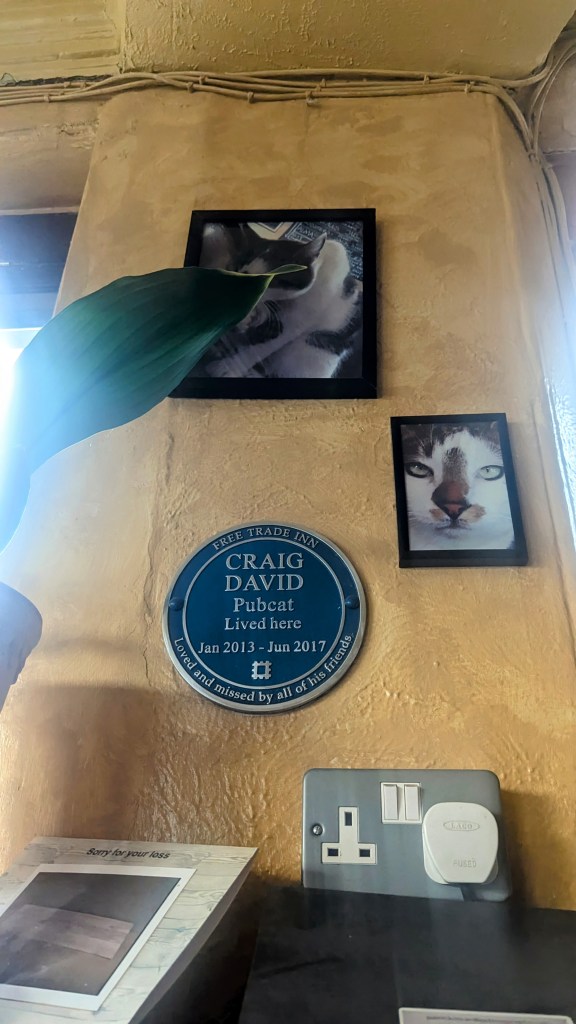 FREE TRADE INN
CRAIG
DAVID
Pubcat
Lived here
Jan 2013 - Jun 2017
Loved and missed by all of his friends
Sorry for your loss